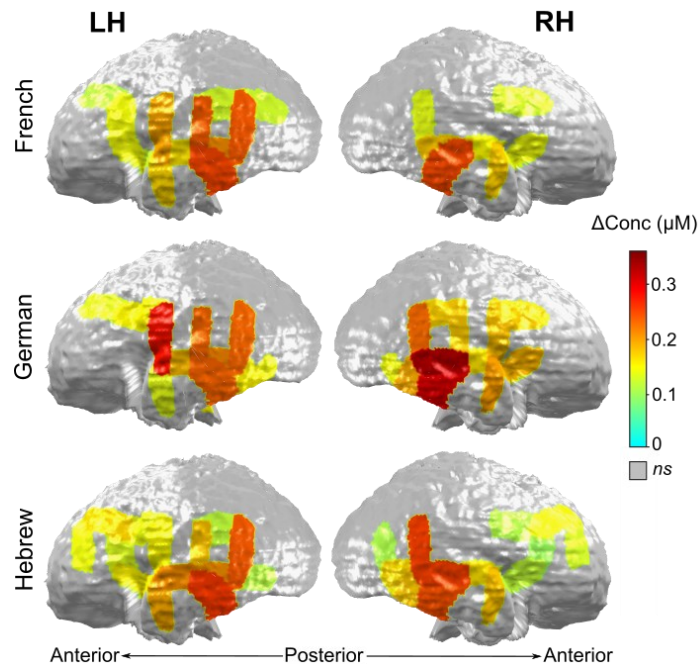 LH
RH
French
ΔConc (μM)
0.3
0.2
0.1
0
ns
German
Hebrew
Anterior
Posterior
Anterior